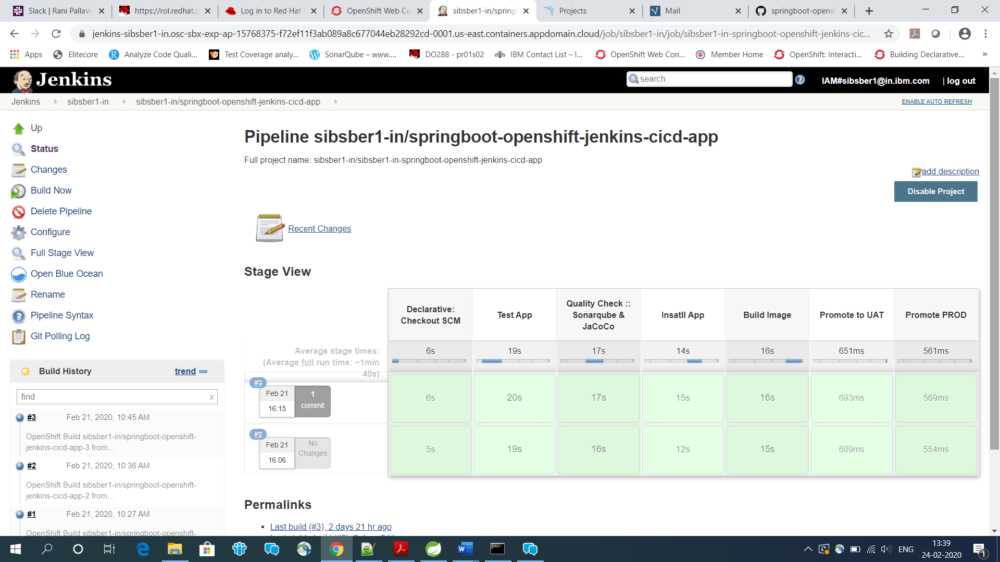 Slack | Rani Pallavi
https://rol.redhat.c
Log in to Red Hat
OpenShift Web Co
sibsber1-in/spring
Projects
Mail
springboot-opensh
jenkins-sibsber1-in.osc-sbx-exp-ap-15768375-f72ef11f3ab089a8c677044eb28292cd-0001.us-east.containers.appdomain.cloud/job/sibsber1-in/job/sibsber1-in-springboot-openshift-jenkins-cic...
Apps
Elitecore
Analyze Code Quali...
Test Coverage analy...
SonarQube – www....
DO288 - pr01s02
IBM Contact List – I...
OpenShift Web Con...
Member Home
OpenShift: Interacti...
Building Declarative...
»
Jenkins
search
IAM#sibsber1@in.ibm.com
| log out
Jenkins
sibsber1-in
sibsber1-in/springboot-openshift-jenkins-cicd-app
ENABLE AUTO REFRESH
Up
Status
Changes
Build Now
Delete Pipeline
Configure
Full Stage View
Open Blue Ocean
Rename
Pipeline Syntax
Git Polling Log
Build History
trend
find
x
#3
Feb 21, 2020, 10:45 AM
OpenShift Build sibsber1-in/springboot-openshift-
jenkins-cicd-app-3 from...
#2
Feb 21, 2020, 10:36 AM
OpenShift Build sibsber1-in/springboot-openshift-
jenkins-cicd-app-2 from...
#1
Feb 21, 2020, 10:27 AM
OpenShift Build sibsber1-in/springboot-openshift-
Pipeline sibsber1-in/springboot-openshift-jenkins-cicd-app
Full project name: sibsber1-in/sibsber1-in-springboot-openshift-jenkins-cicd-app
add description
Disable Project
Recent Changes
Stage View
Declarative:
Checkout SCM
Test App
Quality Check ::
Sonarqube &
JaCoCo
Insatll App
Build Image
Promote to UAT
Promote PROD
Average stage times:
(Average full run time: ~1min
40s)
6s
19s
17s
14s
16s
651ms
561ms
#3
Feb 21
16:15
1
commit
6s
20s
17s
15s
16s
693ms
569ms
#2
Feb 21
16:06
No
Changes
5s
19s
16s
12s
15s
609ms
554ms
Permalinks
Last build (#3), 2 days 21 hr ago
ENG
13:39
24-02-2020
1